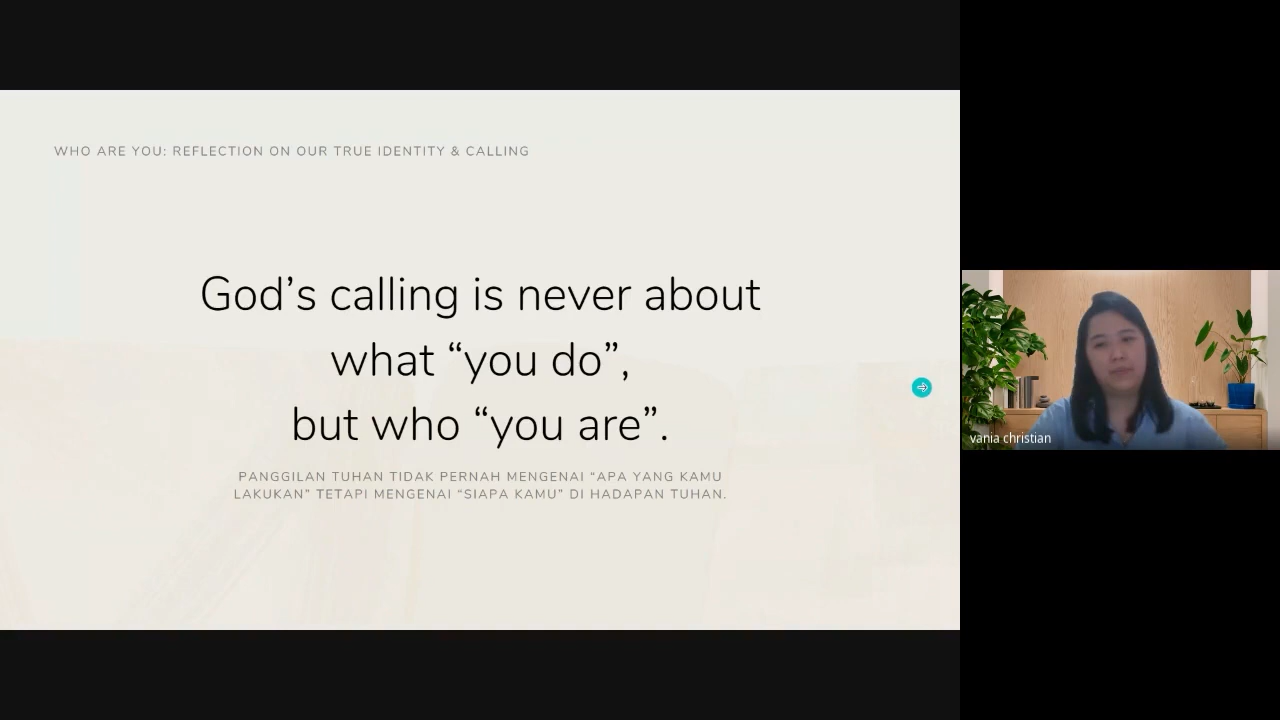 WHO ARE YOU: REFLECTION ON OUR TRUE IDENTITY & CALLING
God’s calling is never about
what “you do”,
but who “you are”.
PANGGILAN TUHAN TIDAK PERNAH MENGENAI “APA YANG KAMU
LAKUKAN” TETAPI MENGENAI “SIAPA KAMU” DI HADAPAN TUHAN.
vania christian